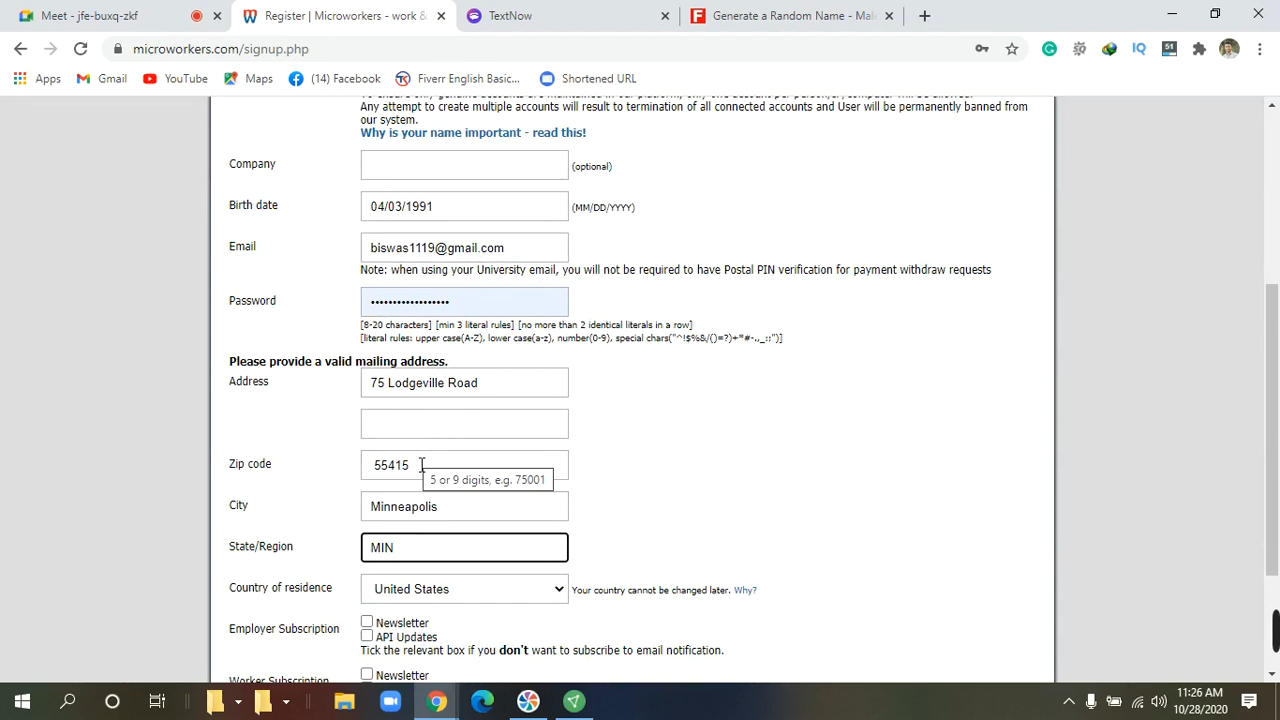 Meet - jfe-buxq-zkf
Register | Microworkers - work &
TextNow
Generate a Random Name - Mak
microworkers.com/signup.php
51
IQ
Apps
Gmail
YouTube
Maps
(14) Facebook
Fiverr English Basic...
Shortened URL
Any attempt to create multiple accounts will result to termination of all connected accounts and User will be permanently banned from
our system.
Why is your name important - read this!
Company
(optional)
Birth date
04/03/1991
(MM/DD/YYYY)
Email
biswas1119@gmail.com
Note: when using your University email, you will not be required to have Postal PIN verification for payment withdraw requests
Password
••••••••••••••••••
[8-20 characters] [min 3 literal rules] [no more than 2 identical literals in a row]
[literal rules: upper case(A-Z), lower case(a-z), number(0-9), special chars("^!$%&/()=?)+*#-.,_:;")]
Please provide a valid mailing address.
Address
75 Lodgeville Road
Zip code
55415
5 or 9 digits, e.g. 75001
City
Minneapolis
State/Region
MIN
Country of residence
United States
Your country cannot be changed later. Why?
Employer Subscription
Newsletter
API Updates
Tick the relevant box if you don't want to subscribe to email notification.
Worker Subscription
Newsletter
11:26 AM
10/28/2020